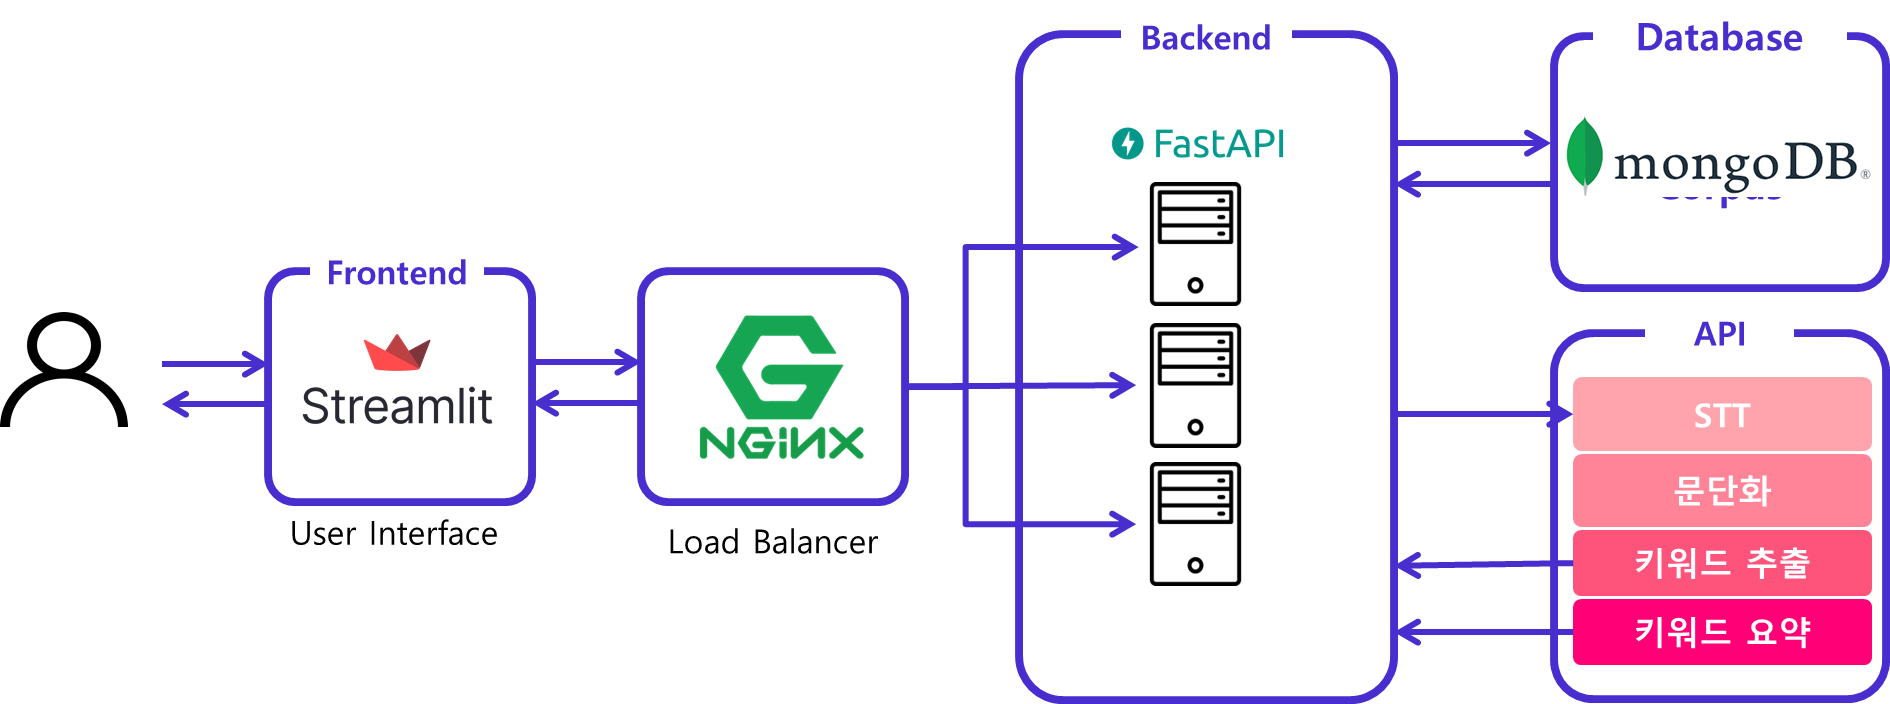 Backend
Database
FastAPI
mongoDB®
Frontend
Streamlit
User Interface
NGiNX
Load Balancer
API
STT
문단화
키워드 추출
키워드 요약